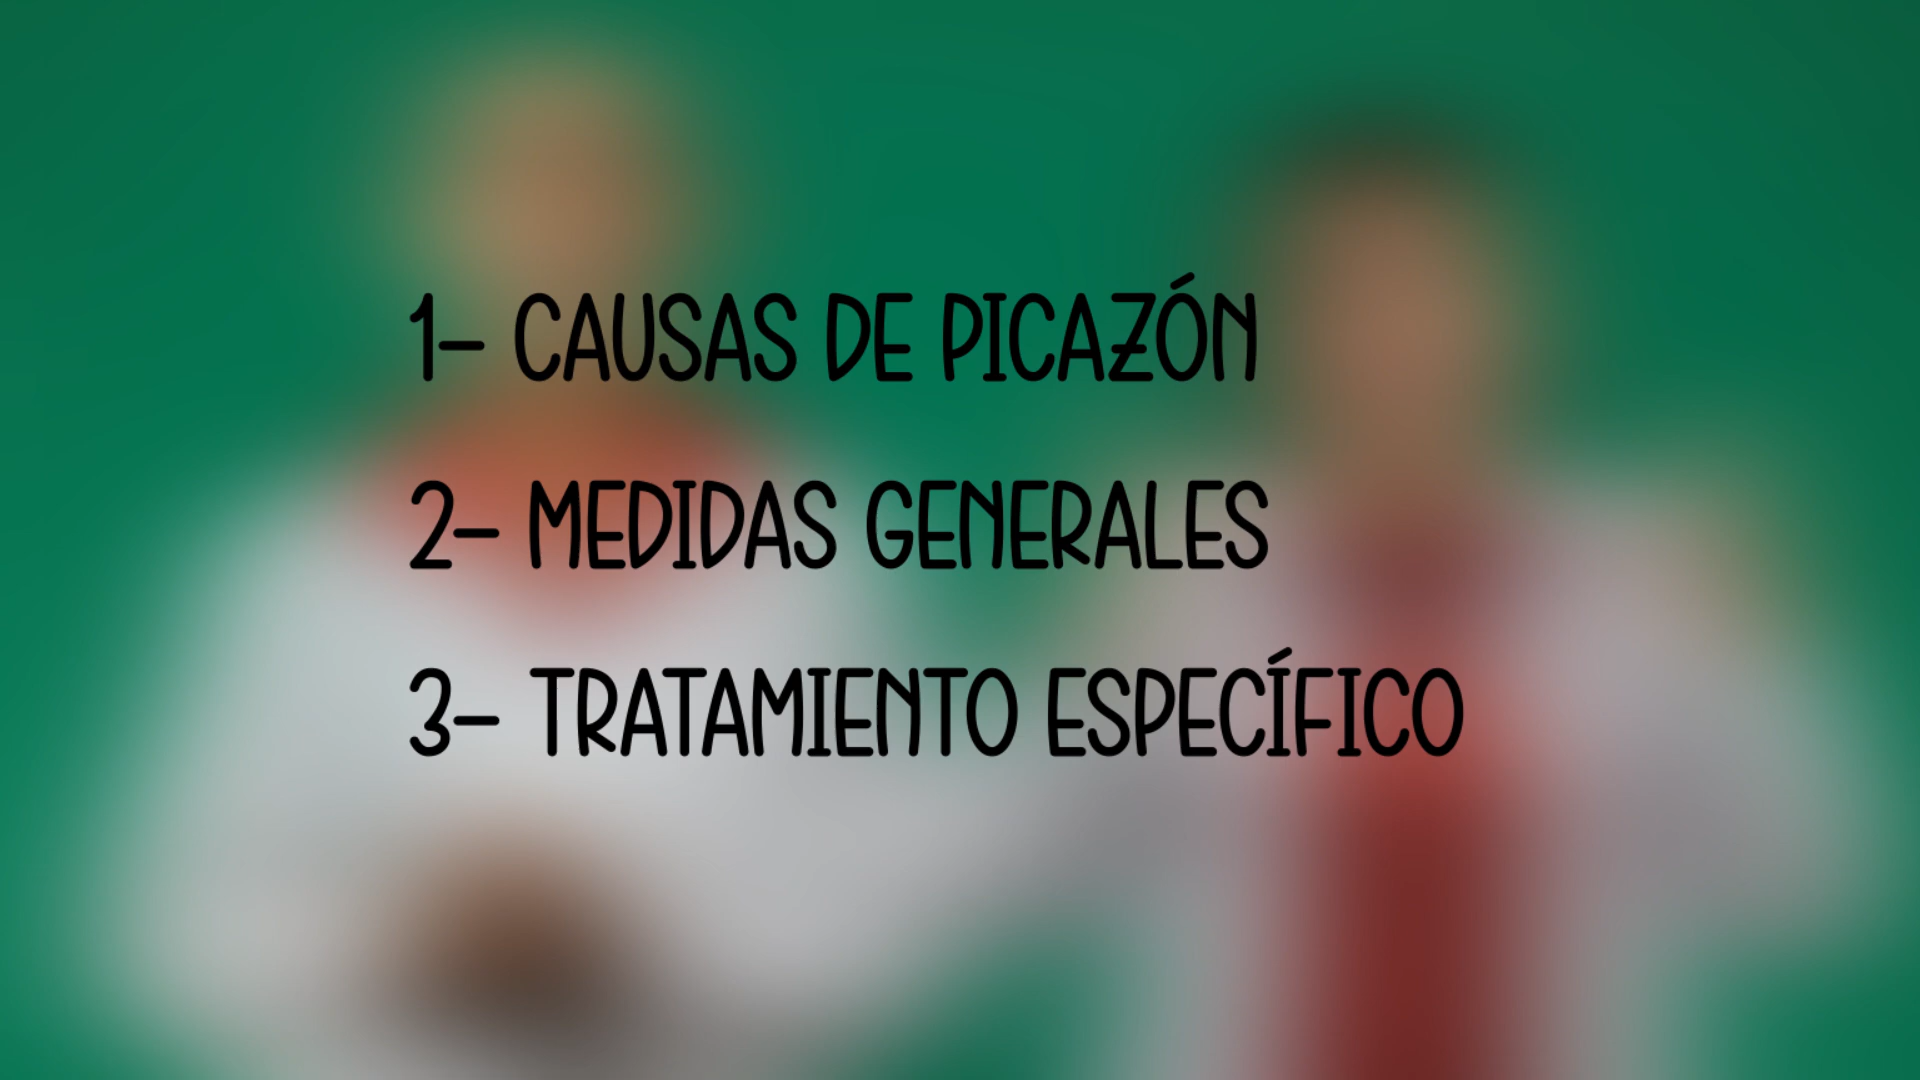 1- CAUSAS DE PICAZÓN
2- MEDIDAS GENERALES
3- TRATAMIENTO ESPECÍFICO